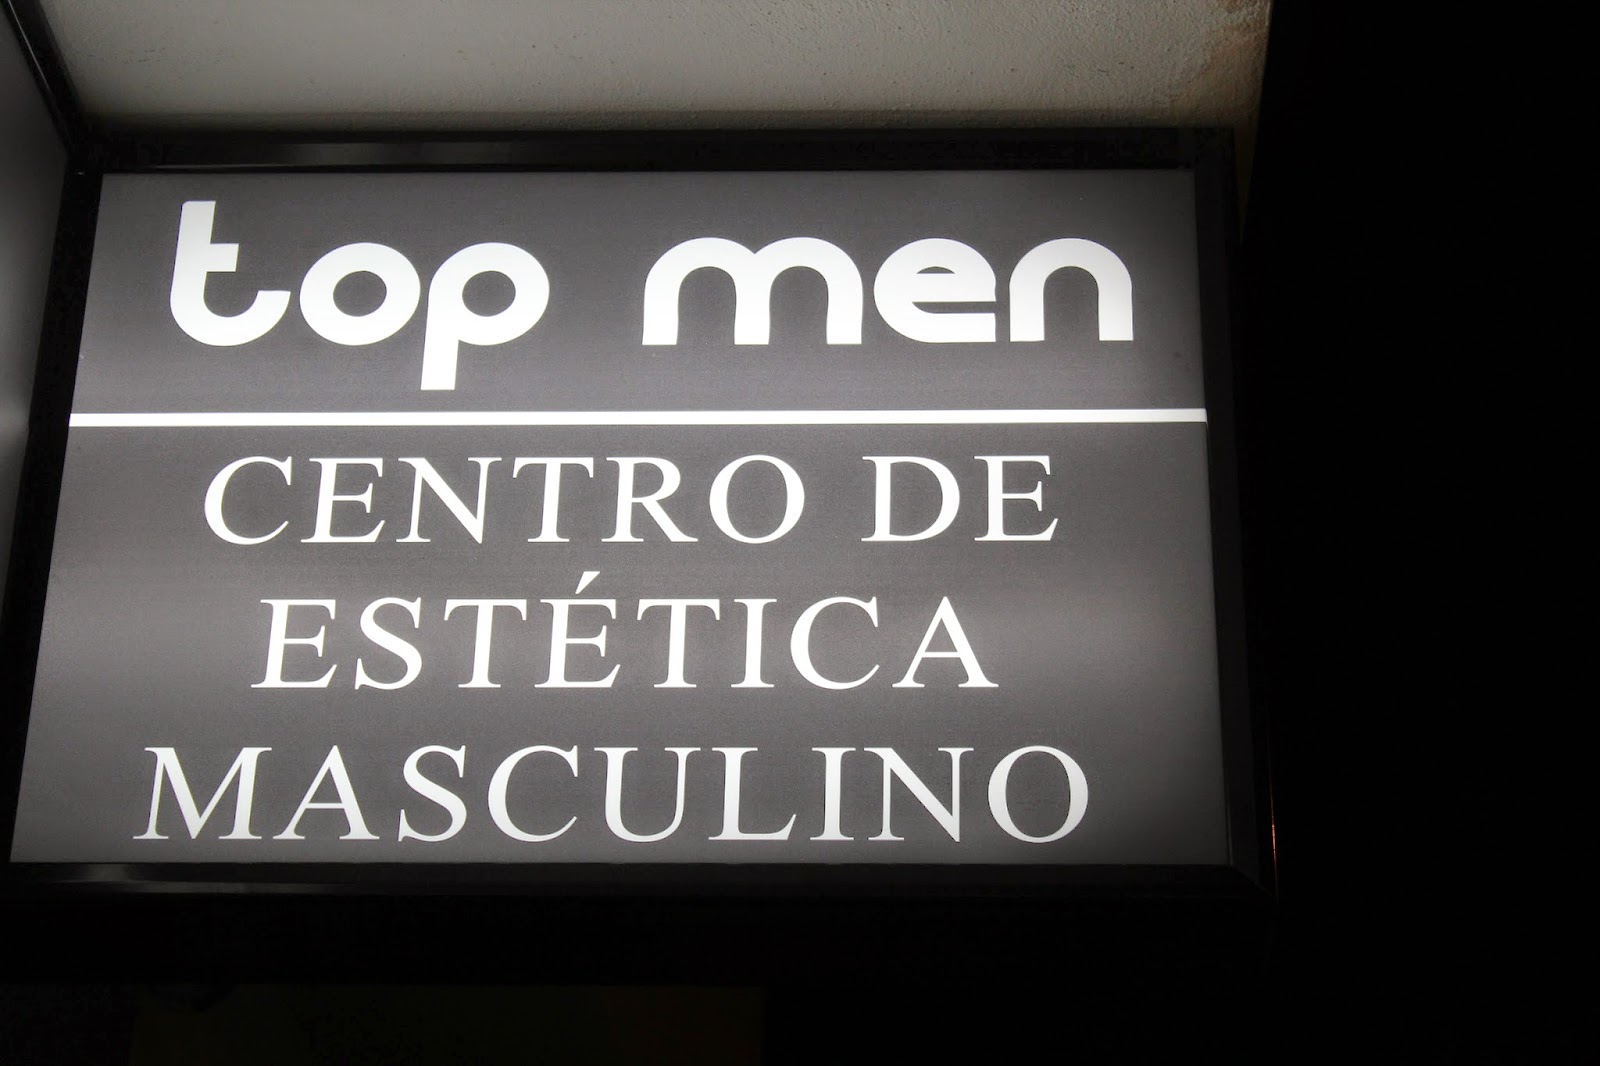 top men
CENTRO DE
ESTÉTICA
MASCULINO